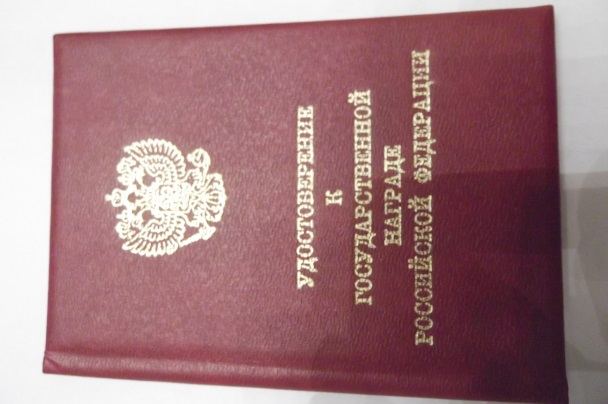 УДОСТОВЕРЕНИЕ
К
ГОСУДАРСТВЕННОЙ
НАГРАДЕ
РОССИЙСКОЙ ФЕДЕРАЦИИ